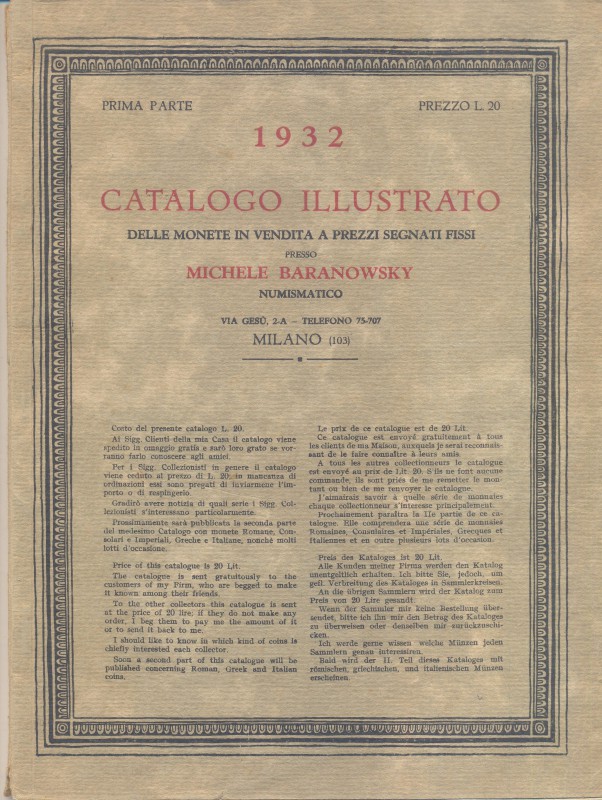 PRIMA PARTE
PREZZO L. 20
1932
CATALOGO ILLUSTRATO
DELLE MONETE IN VENDITA A PREZZI SEGNATI FISSI
PRESSO
MICHELE BARANOWSKY
NUMISMATICO
VIA GESÙ, 2-A – TELEFONO 75-707
MILANO (103)
Costo del presente catalogo L. 20.
Ai Sigg. Clienti della mia Casa il catalogo viene
spedito in omaggio gratis e sarò loro grato se vor-
ranno farlo conoscere agli amici.
Per i Sigg. Collezionisti in genere il catalogo
viene ceduto al prezzo di L. 20; in mancanza di
ordinazioni essi sono pregati di inviarmene l'im-
porto o di respingerlo.
Gradirò avere notizia di quali serie i Sigg. Col-
lezionisti s'interessano particolarmente.
Prossimamente sarà pubblicata la seconda parte
del medesimo Catalogo con monete Romane, Con-
solari e Imperiali, Greche e Italiane, nonchè molti
lotti d'occasione.
Price of this catalogue is 20 Lit.
The catalogue is sent gratuitously to the
customers of my Firm, who are begged to make
it known among their friends.
To the other collectors this catalogue is sent
at the price of 20 lire; if they do not make any
order, I beg them to pay me the amount of it
or to send it back to me.
I should like to know in which kind of coins is
chiefly interested each collector.
Soon a second part of this catalogue will be
published concerning Roman, Greek and Italian
coins.
Le prix de ce catalogue est de 20 Lit.
Ce catalogue est envoyé gratuitement à tous
les clients de ma Maison, auxquels je serai reconnais-
sant de le faire connaître à leurs amis.
A tous les autres collectionneurs le catalogue
est envoyé au prix de Lit. 20. S'ils ne font aucune
commande, ils sont priés de me remettre le mon-
tant ou bien de me renvoyer le catalogue.
J'aimerais savoir à quelle série de monnaies
chaque collectionneur s'interesse principalement.
Prochainement paraîtra la IIe partie de ce ca-
talogue. Elle comprendera une série de monnaies
Romaines, Consulaires et Impériales, Grecques et
Italiennes et en outre plusieurs lots d'occasion.
Preis des Kataloges ist 20 Lit.
Alle Kunden meiner Firma werden den Katalog
unentgeltlich erhalten. Ich bitte Sie, jedoch, um
gefl. Verbreitung des Kataloges in Sammlerkreisen.
An die übrigen Sammlern wird der Katalog zum
Preis von 20 Lire gesandt.
Wenn der Sammler mir keine Bestellung über-
sendet, bitte ich ihn mir den Betrag des Kataloges
zu überweisen oder denselben mir zurückzuschi-
cken.
Ich werde gerne wissen welche Münzen jeden
Sammlern genau interessiren.
Bald wird der II. Teil dieses Kataloges mit
römischen, griechischen, und italienischen Münzen
erscheinen.